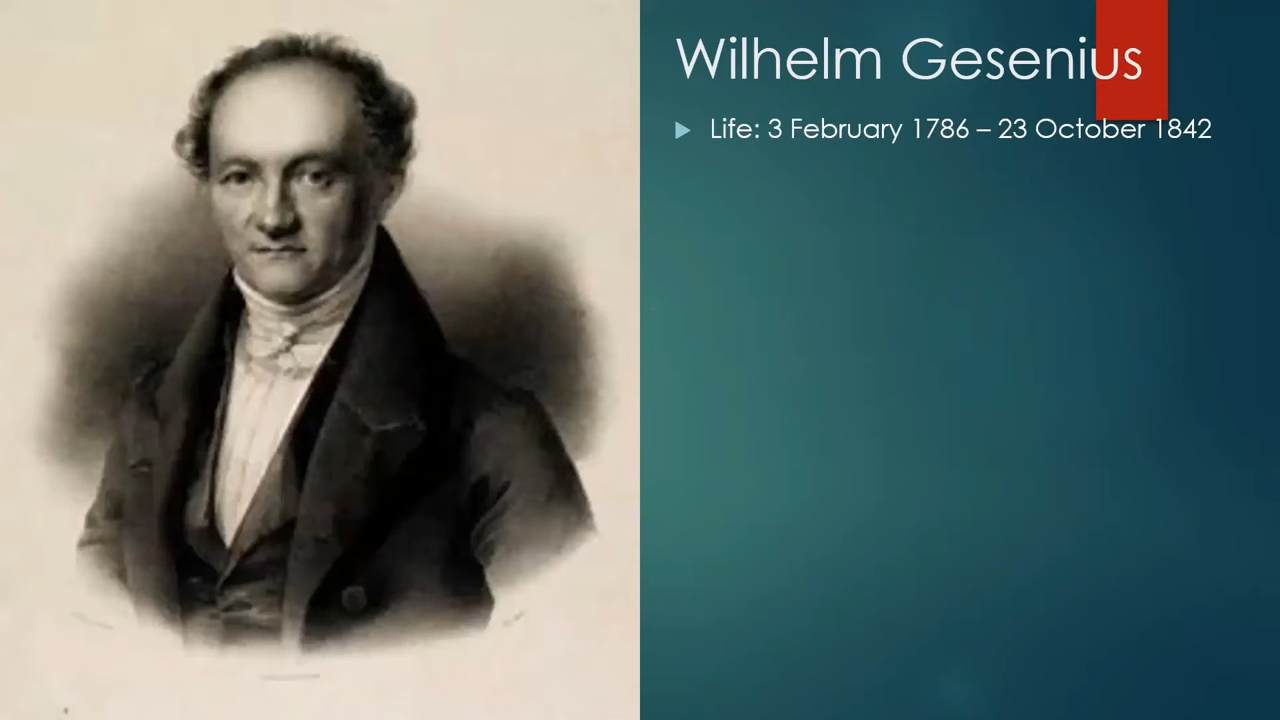 Wilhelm Gesenius
Life: 3 February 1786 – 23 October 1842